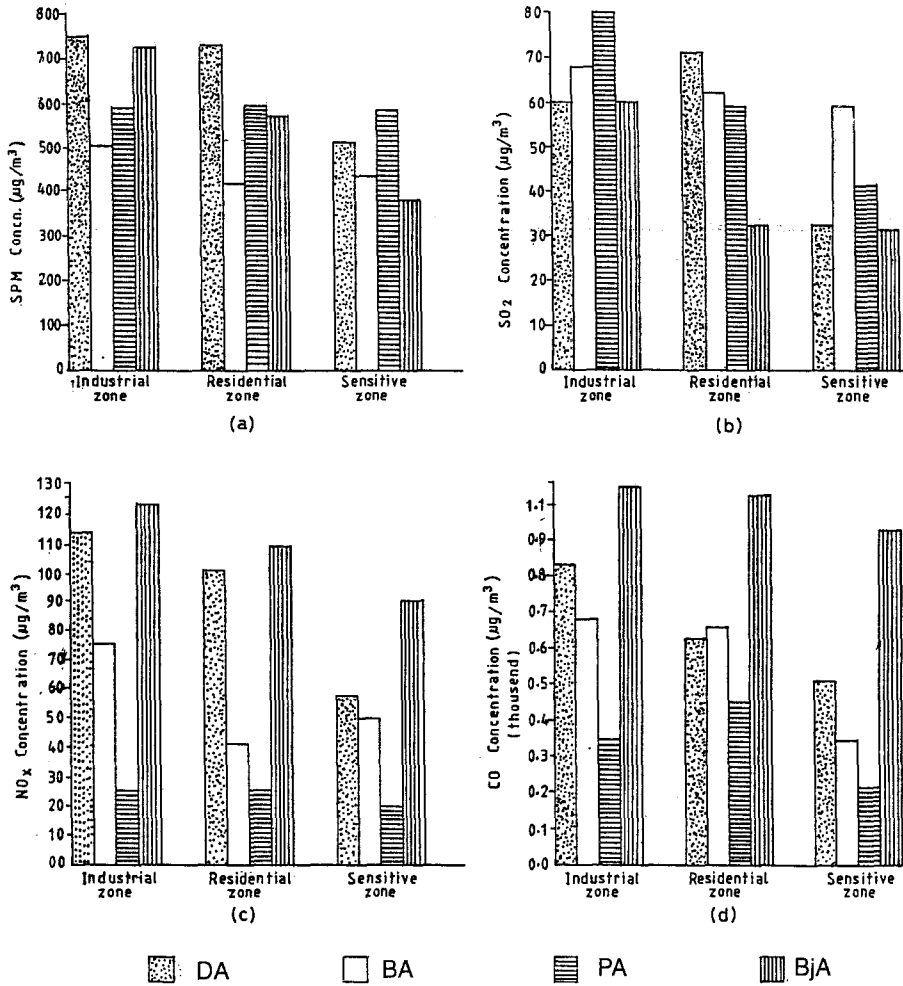 SPM Concn. (µg/m³)
800
700
600
500
400
300
200
100
0
Industrial zone
Residential zone
Sensitive zone
(a)
SO₂ Concentration (µg/m³)
80
70
60
50
40
30
20
10
0
Industrial zone
Residential zone
Sensitive zone
(b)
NOₓ Concentration (µg/m³)
130
120
110
100
90
80
70
60
50
40
30
20
10
00
Industrial zone
Residential zone
Sensitive zone
(c)
CO Concentration (µg/m³)
(thousend)
1.1
0.9
0.8
0.7
0.6
0.5
0.4
0.3
0.2
0.1
0.0
Industrial zone
Residential zone
Sensitive zone
(d)
DA
BA
PA
BjA